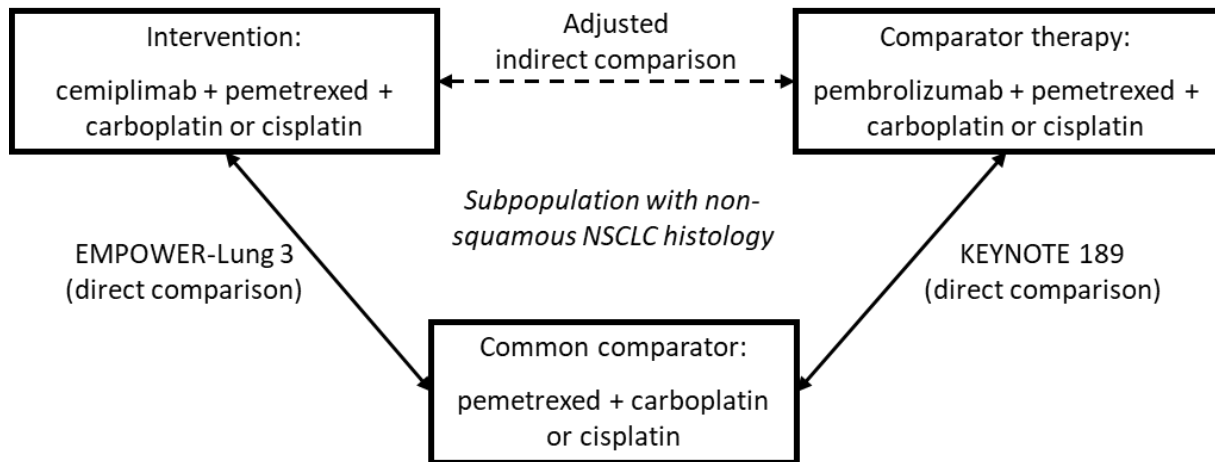 Intervention:
cemiplimab + pemetrexed +
carboplatin or cisplatin
Adjusted
indirect comparison
Comparator therapy:
pembrolizumab + pemetrexed +
carboplatin or cisplatin
Subpopulation with non-
squamous NSCLC histology
EMPOWER-Lung 3
(direct comparison)
KEYNOTE 189
(direct comparison)
Common comparator:
pemetrexed + carboplatin
or cisplatin